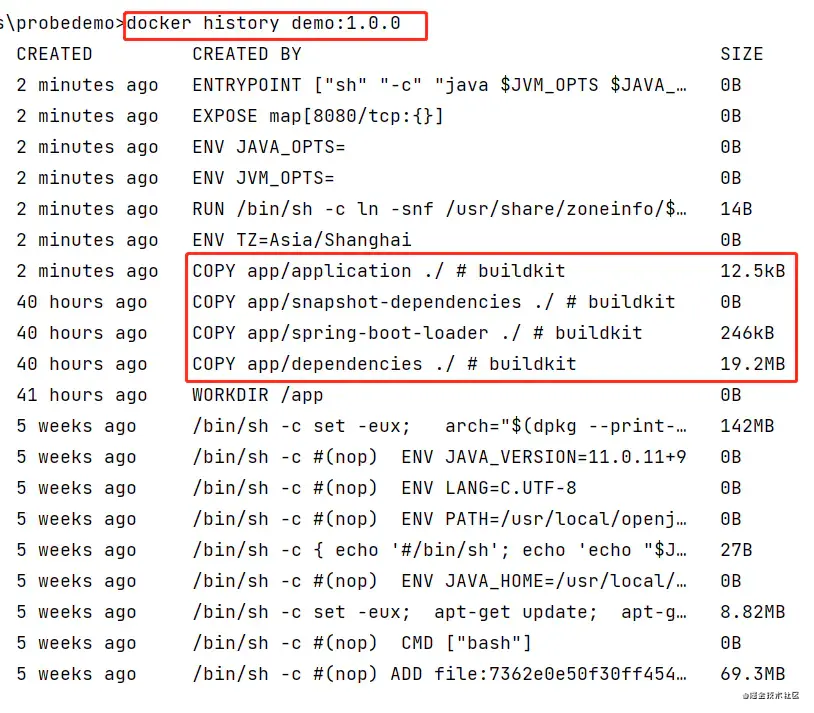 s\probedemo>docker history demo:1.0.0
CREATED CREATED BY SIZE
2 minutes ago ENTRYPOINT ["sh" "-c" "java $JVM_OPTS $JAVA_… 0B
2 minutes ago EXPOSE map[8080/tcp:{}] 0B
2 minutes ago ENV JAVA_OPTS= 0B
2 minutes ago ENV JVM_OPTS= 0B
2 minutes ago RUN /bin/sh -c ln -snf /usr/share/zoneinfo/$… 14B
2 minutes ago ENV TZ=Asia/Shanghai 0B
2 minutes ago COPY app/application ./ # buildkit 12.5kB
40 hours ago COPY app/snapshot-dependencies ./ # buildkit 0B
40 hours ago COPY app/spring-boot-loader ./ # buildkit 246kB
40 hours ago COPY app/dependencies ./ # buildkit 19.2MB
41 hours ago WORKDIR /app 0B
5 weeks ago /bin/sh -c set -eux; arch="$(dpkg --print-… 142MB
5 weeks ago /bin/sh -c #(nop) ENV JAVA_VERSION=11.0.11+9 0B
5 weeks ago /bin/sh -c #(nop) ENV LANG=C.UTF-8 0B
5 weeks ago /bin/sh -c #(nop) ENV PATH=/usr/local/openj… 0B
5 weeks ago /bin/sh -c { echo '#/bin/sh'; echo 'echo "$J… 27B
5 weeks ago /bin/sh -c #(nop) ENV JAVA_HOME=/usr/local/… 0B
5 weeks ago /bin/sh -c set -eux; apt-get update; apt-g… 8.82MB
5 weeks ago /bin/sh -c #(nop) CMD ["bash"] 0B
5 weeks ago /bin/sh -c #(nop) ADD file:7362e0e50f30ff454… 69.3MB
@掘金技术社区